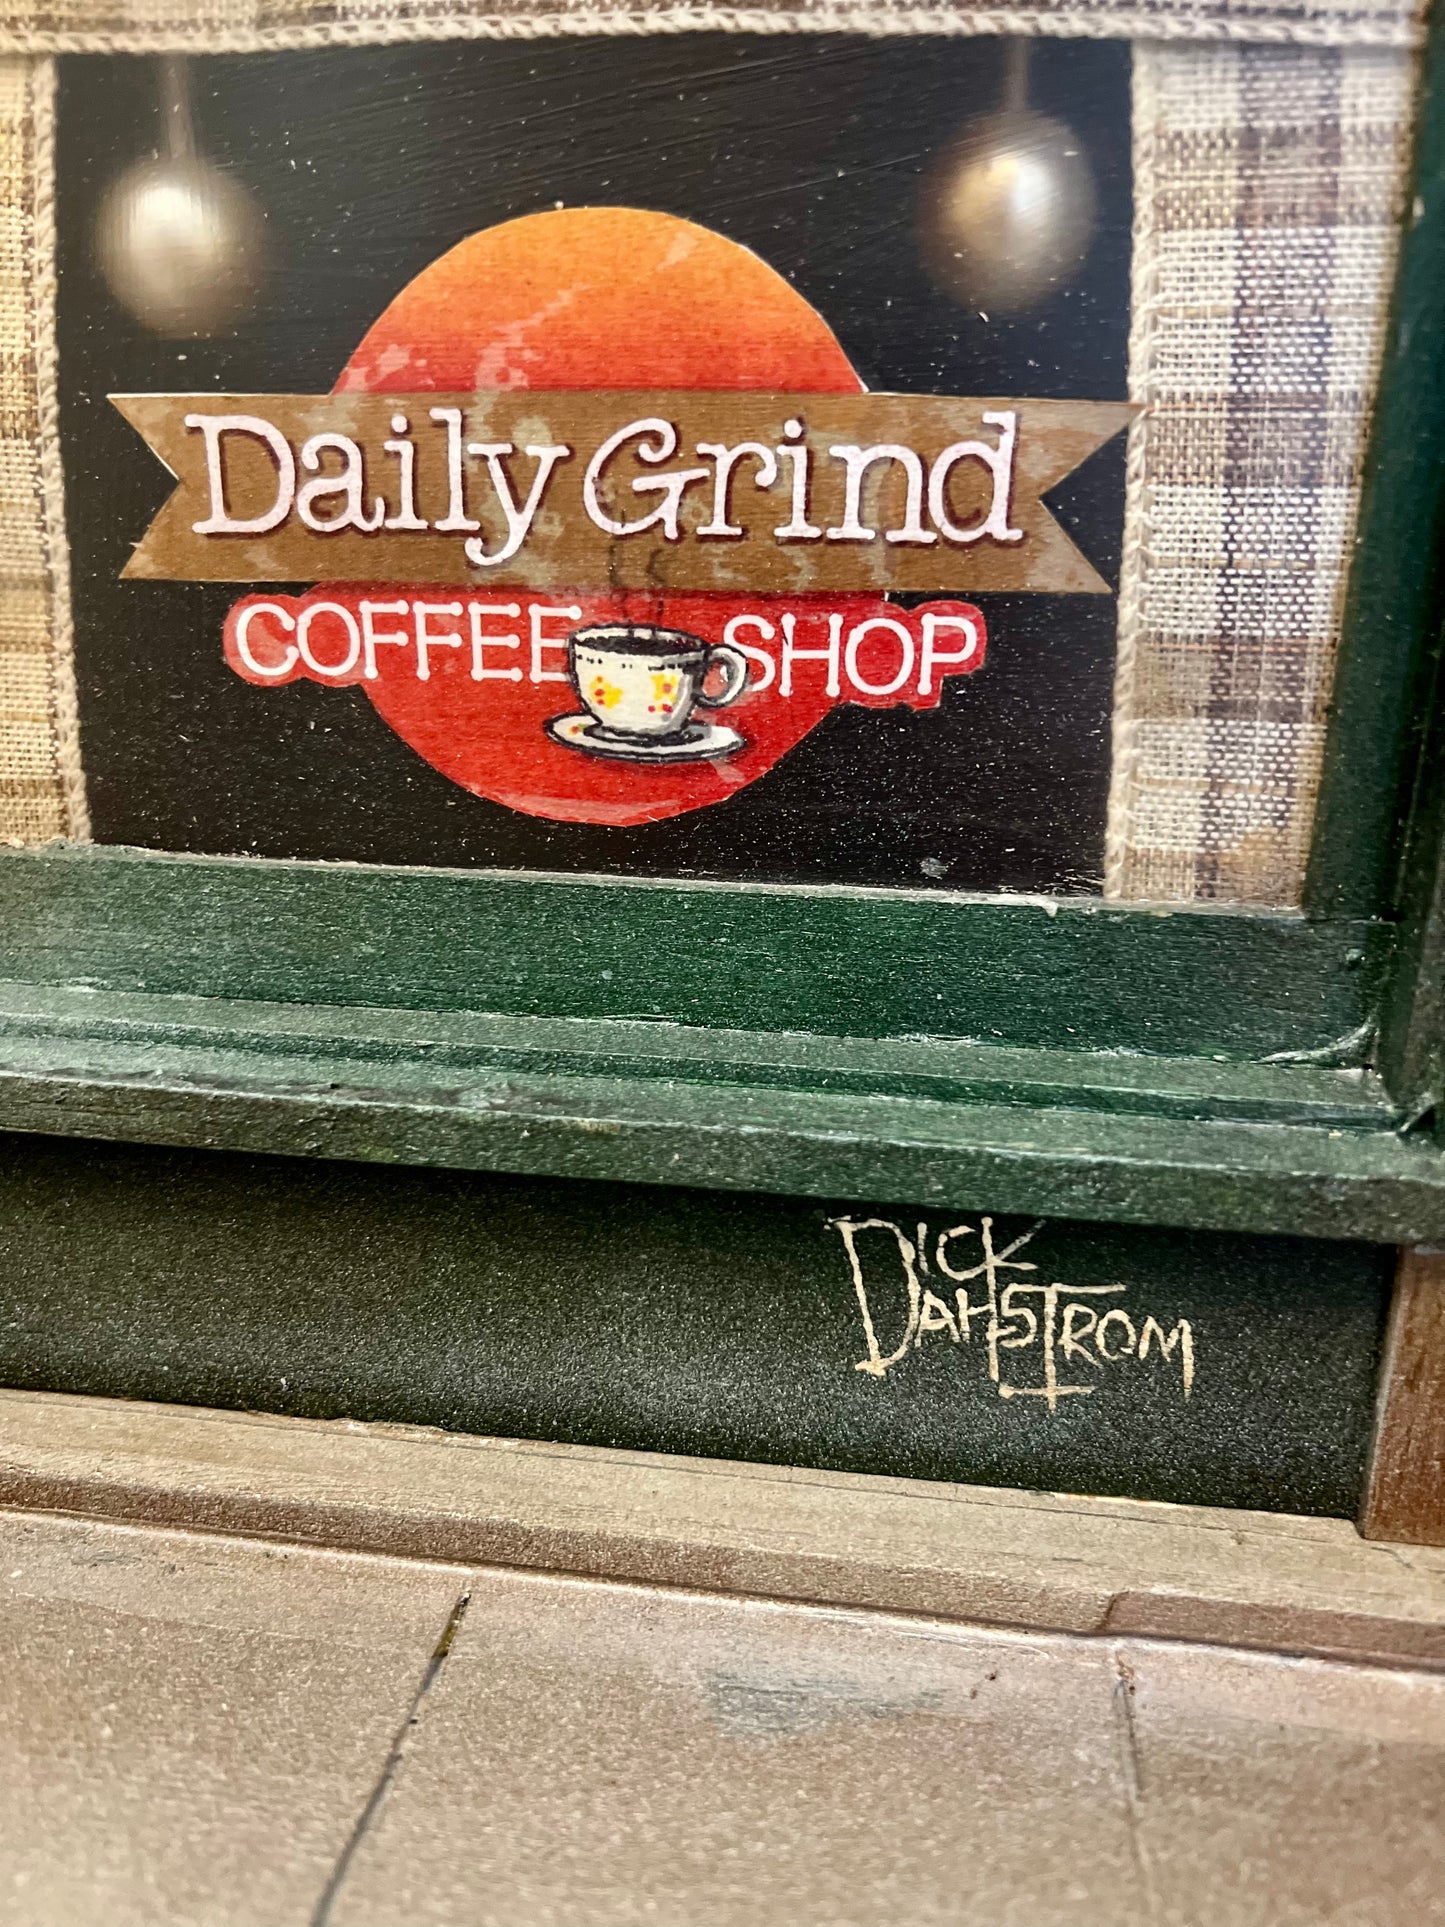 Daily Grind
COFFEE SHOP
DICK
DAHSTROM